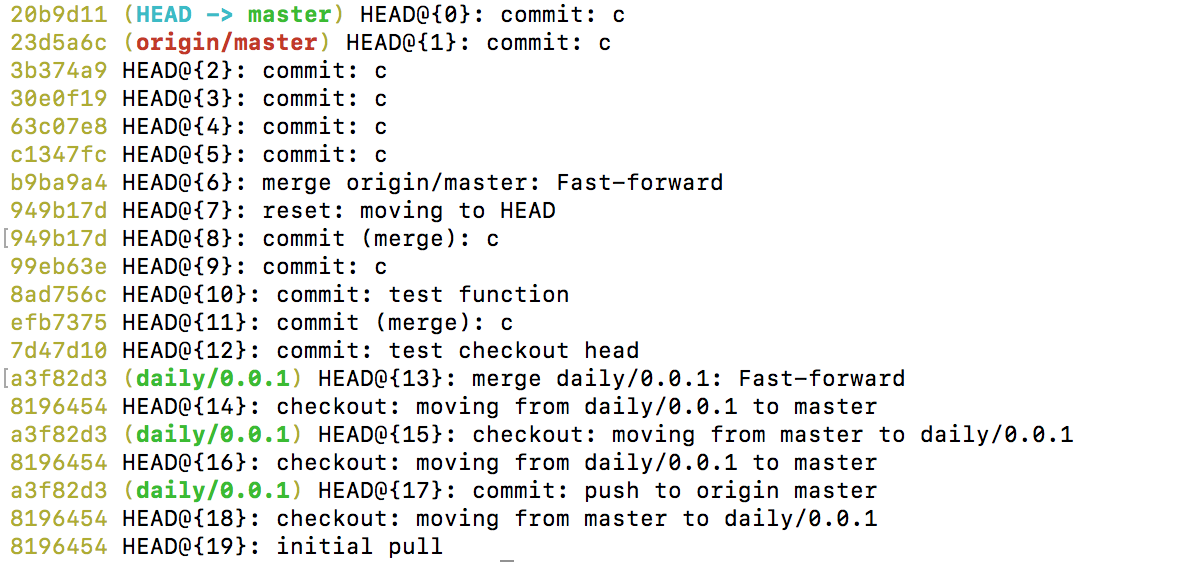 20b9d11 (HEAD -> master) HEAD@{0}: commit: c
23d5a6c (origin/master) HEAD@{1}: commit: c
3b374a9 HEAD@{2}: commit: c
30e0f19 HEAD@{3}: commit: c
63c07e8 HEAD@{4}: commit: c
c1347fc HEAD@{5}: commit: c
b9ba9a4 HEAD@{6}: merge origin/master: Fast-forward
949b17d HEAD@{7}: reset: moving to HEAD
[949b17d HEAD@{8}: commit (merge): c
99eb63e HEAD@{9}: commit: c
8ad756c HEAD@{10}: commit: test function
efb7375 HEAD@{11}: commit (merge): c
7d47d10 HEAD@{12}: commit: test checkout head
[a3f82d3 (daily/0.0.1) HEAD@{13}: merge daily/0.0.1: Fast-forward
8196454 HEAD@{14}: checkout: moving from daily/0.0.1 to master
a3f82d3 (daily/0.0.1) HEAD@{15}: checkout: moving from master to daily/0.0.1
8196454 HEAD@{16}: checkout: moving from daily/0.0.1 to master
a3f82d3 (daily/0.0.1) HEAD@{17}: commit: push to origin master
8196454 HEAD@{18}: checkout: moving from master to daily/0.0.1
8196454 HEAD@{19}: initial pull